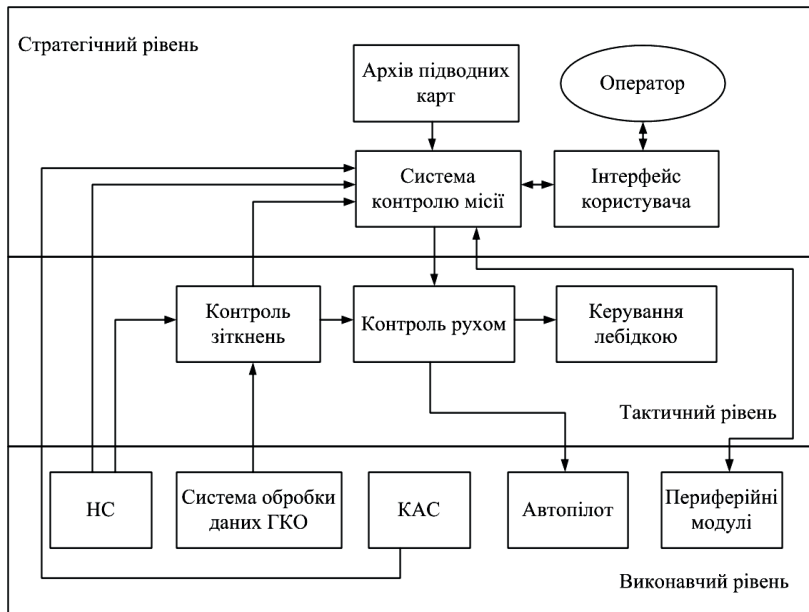 Стратегічний рівень
Архів підводних
карт
Оператор
Система
контролю місії
Інтерфейс
користувача
Контроль
зіткнень
Контроль рухом
Керування
лебідкою
Тактичний рівень
НС
Система обробки
даних ГКО
КАС
Автопілот
Периферійні
модулі
Виконавчий рівень